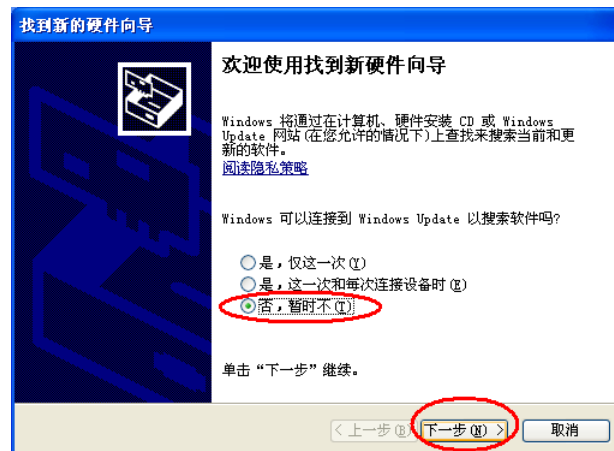 找到新的硬件向导
欢迎使用找到新硬件向导
Windows 将通过在计算机、硬件安装 CD 或 Windows
Update 网站(在您允许的情况下)上查找来搜索当前和更
新的软件。
阅读隐私策略
Windows 可以连接到 Windows Update 以搜索软件吗?
是，仅这一次(Y)
是，这一次和每次连接设备时(E)
否，暂时不(T)
单击“下一步”继续。
<上一步(B) 下一步(N) > 取消